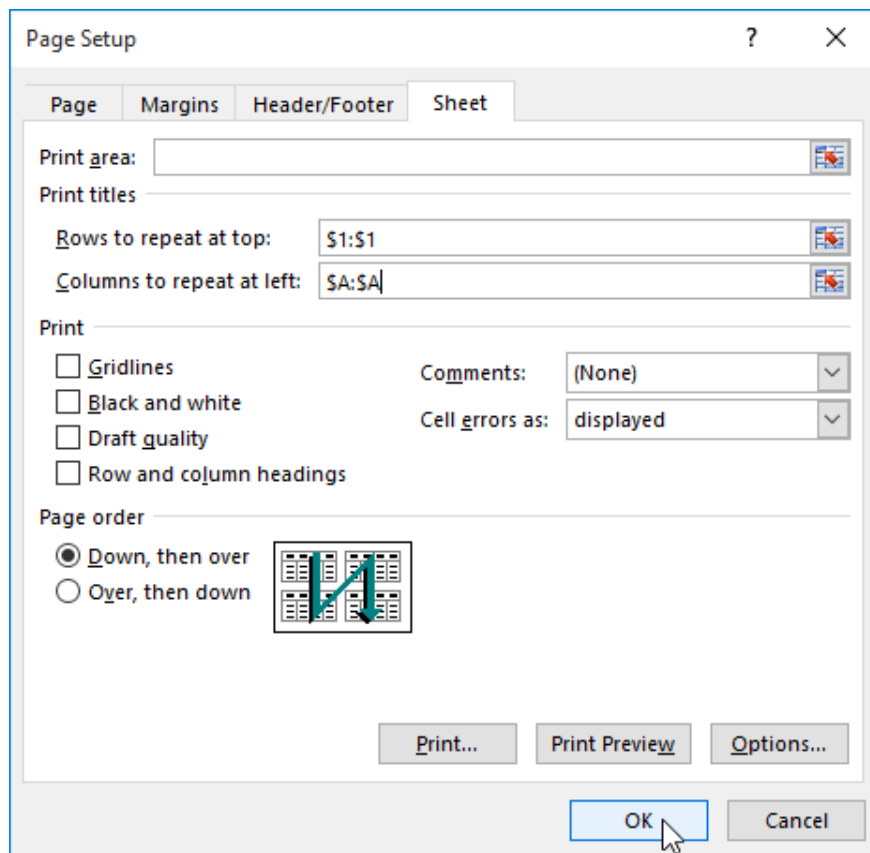 Page Setup ?
Page Margins Header/Footer Sheet
Print area:
Print titles
Rows to repeat at top: $1:$1
Columns to repeat at left: $A:$A
Print
Gridlines
Black and white
Draft quality
Row and column headings
Comments: (None)
Cell errors as: displayed
Page order
Down, then over
Over, then down
Print... Print Preview Options...
OK Cancel